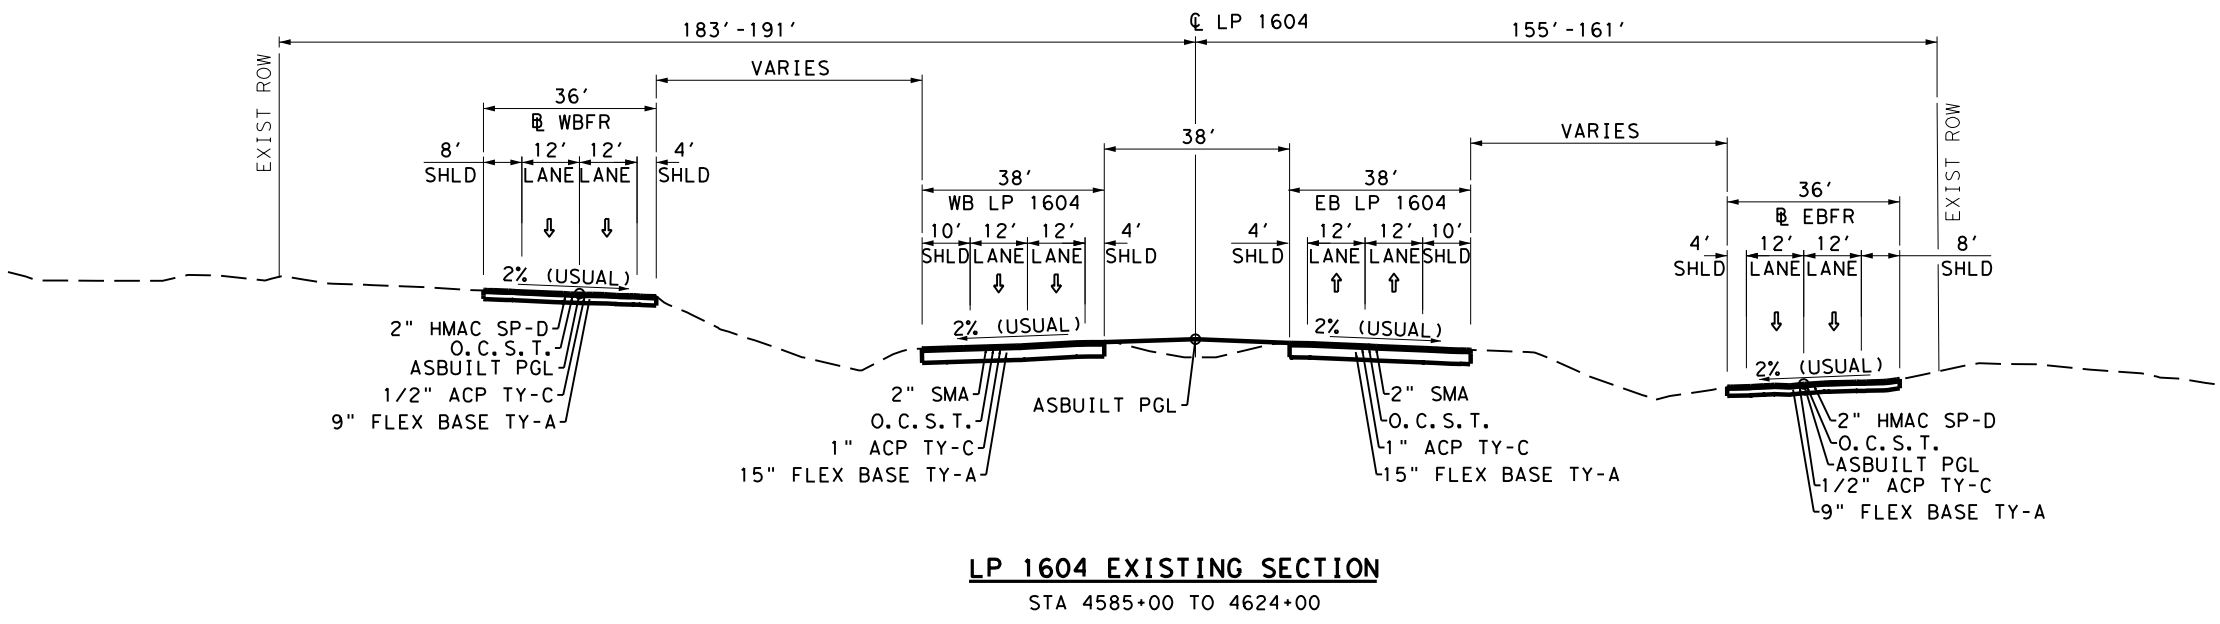 ℄ LP 1604
183'-191'
155'-161'
EXIST ROW
EXIST ROW
VARIES
VARIES
36'
℄ WBFR
8'
SHLD
12'
LANE
12'
LANE
4'
SHLD
38'
38'
WB LP 1604
10'
SHLD
12'
LANE
12'
LANE
4'
SHLD
38'
EB LP 1604
4'
SHLD
12'
LANE
12'
LANE
10'
SHLD
36'
EBFR
4'
SHLD
12'
LANE
12'
LANE
8'
SHLD
2% (USUAL)
2% (USUAL)
2% (USUAL)
2% (USUAL)
2" HMAC SP-D
O.C.S.T.
ASBUILT PGL
1/2" ACP TY-C
9" FLEX BASE TY-A
2" SMA
O.C.S.T.
1" ACP TY-C
15" FLEX BASE TY-A
ASBUILT PGL
2" SMA
O.C.S.T.
1" ACP TY-C
15" FLEX BASE TY-A
2" HMAC SP-D
O.C.S.T.
ASBUILT PGL
1/2" ACP TY-C
9" FLEX BASE TY-A
LP 1604 EXISTING SECTION
STA 4585+00 TO 4624+00